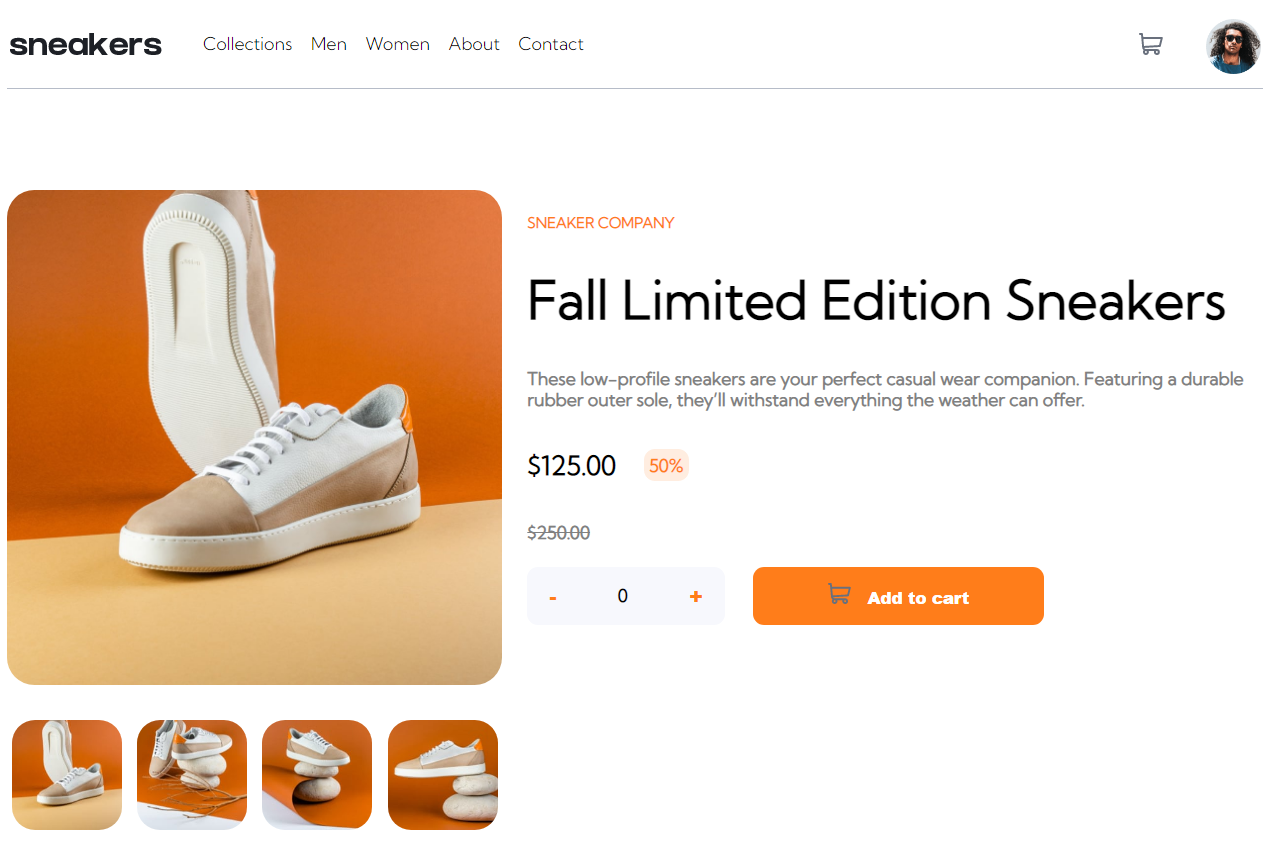 sneakers Collections Men Women About Contact
SNEAKER COMPANY
Fall Limited Edition Sneakers
These low-profile sneakers are your perfect casual wear companion. Featuring a durable
rubber outer sole, they’ll withstand everything the weather can offer.
$125.00 50%
$250.00
- 0 + Add to cart